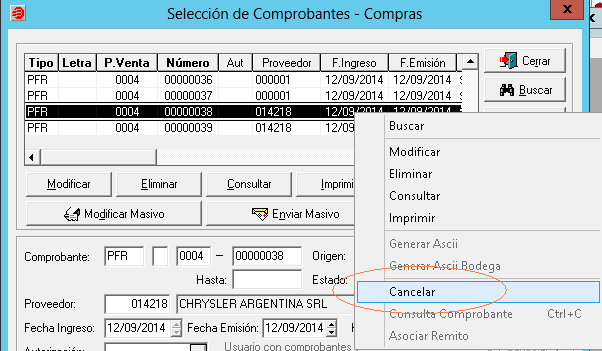 Selección de Comprobantes - Compras
Tipo Letra P.Venta Número Aut Proveedor F.Ingreso F.Emisión
PFR 0004 00000036 000001 12/09/2014 12/09/2014
PFR 0004 00000037 000001 12/09/2014 12/09/2014
PFR 0004 00000038 014218 12/09/2014 12/09/2014
PFR 0004 00000039 014218
Cerrar
Buscar
Modificar Eliminar Consultar Imprimi
Modificar Masivo Enviar Masivo
Comprobante: PFR 0004 - 00000038 Origen:
Hasta: Estado:
Proveedor: 014218 CHRYSLER ARGENTINA SRL
Fecha Ingreso: 12/09/2014 Fecha Emisión: 12/09/2014
Autorización: Usuario con comprobantes
Buscar
Modificar
Eliminar
Consultar
Imprimir
Generar Ascii
Generar Ascii Bodega
Cancelar
Consulta Comprobante Ctrl+C
Asociar Remito